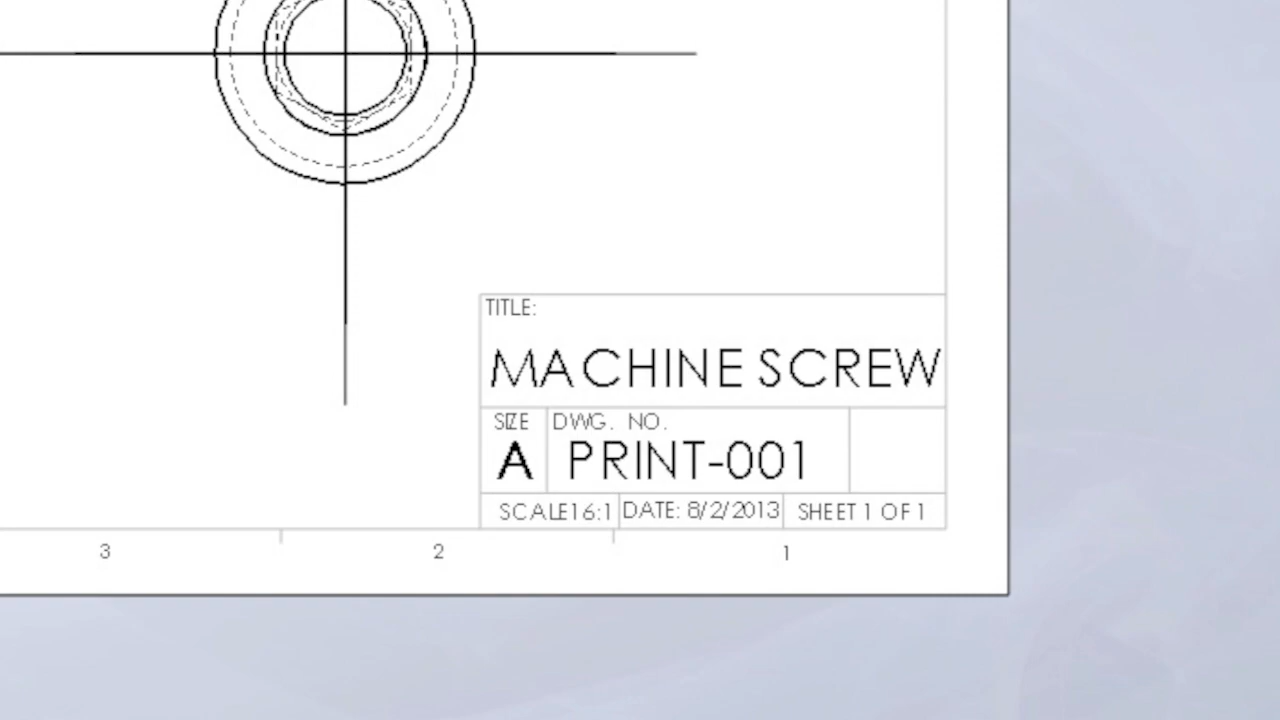 TITLE:
MACHINE SCREW
SIZE DWG. NO.
A PRINT-001
SCALE16:1 DATE: 8/2/2013 SHEET 1 OF 1
3 2 1